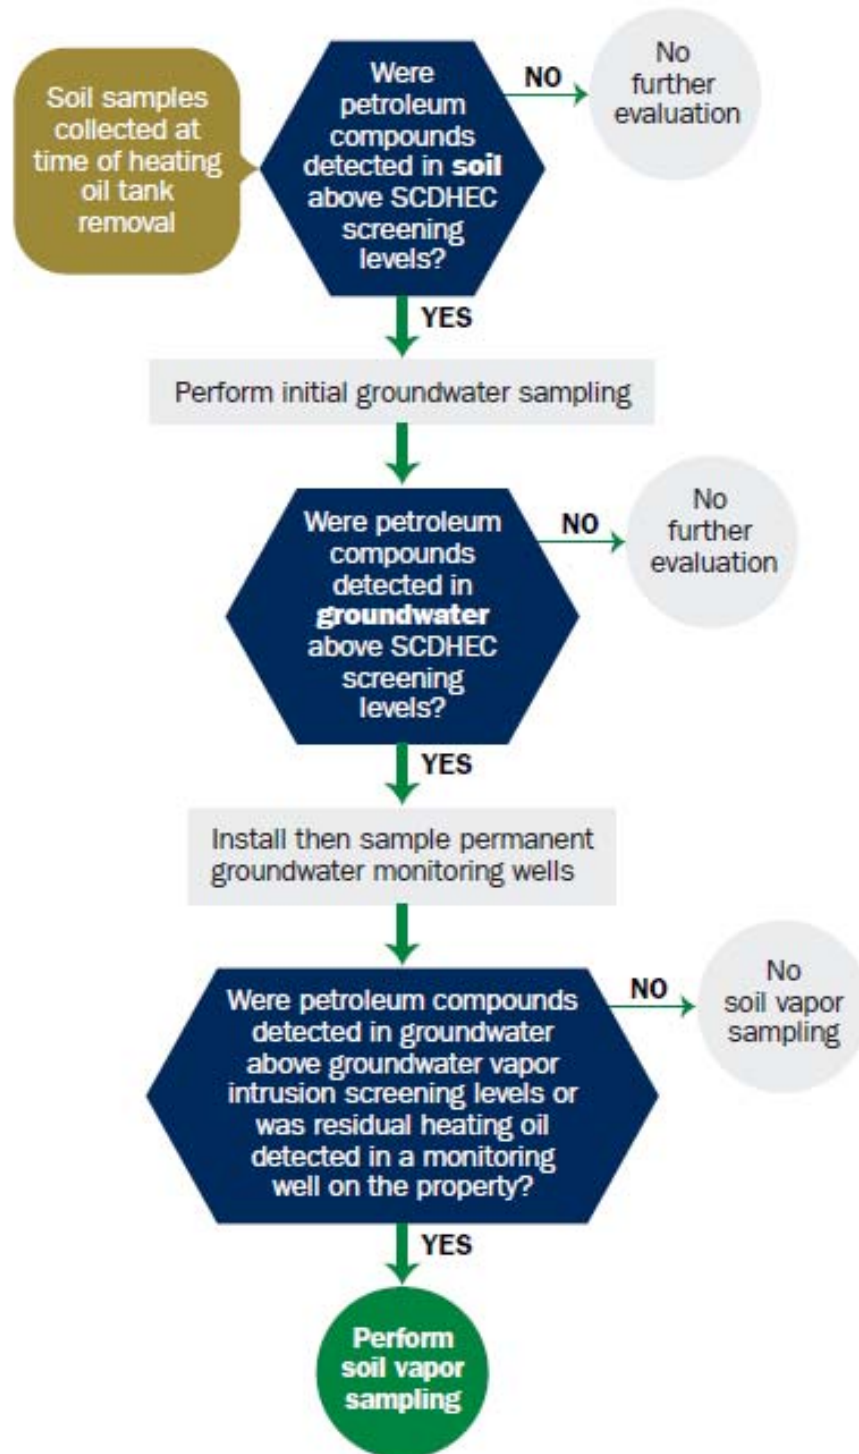 Soil samples
collected at
time of heating
oil tank
removal
Were
petroleum
compounds
detected in soil
above SCDHEC
screening
levels?
NO
No
further
evaluation
YES
Perform initial groundwater sampling
Were petroleum
compounds
detected in
groundwater
above SCDHEC
screening
levels?
NO
No
further
evaluation
YES
Install then sample permanent
groundwater monitoring wells
Were petroleum compounds
detected in groundwater
above groundwater vapor
intrusion screening levels or
was residual heating oil
detected in a monitoring
well on the property?
NO
No
soil vapor
sampling
YES
Perform
soil vapor
sampling